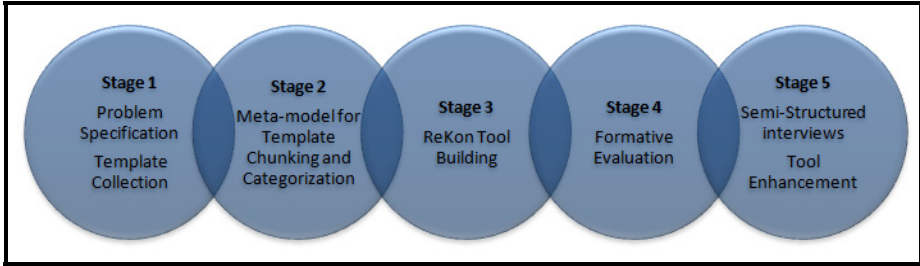 Stage 1
Problem
Specification
Template
Collection
Stage 2
Meta-model for
Template
Chunking and
Categorization
Stage 3
ReKon Tool
Building
Stage 4
Formative
Evaluation
Stage 5
Semi-Structured
interviews
Tool
Enhancement